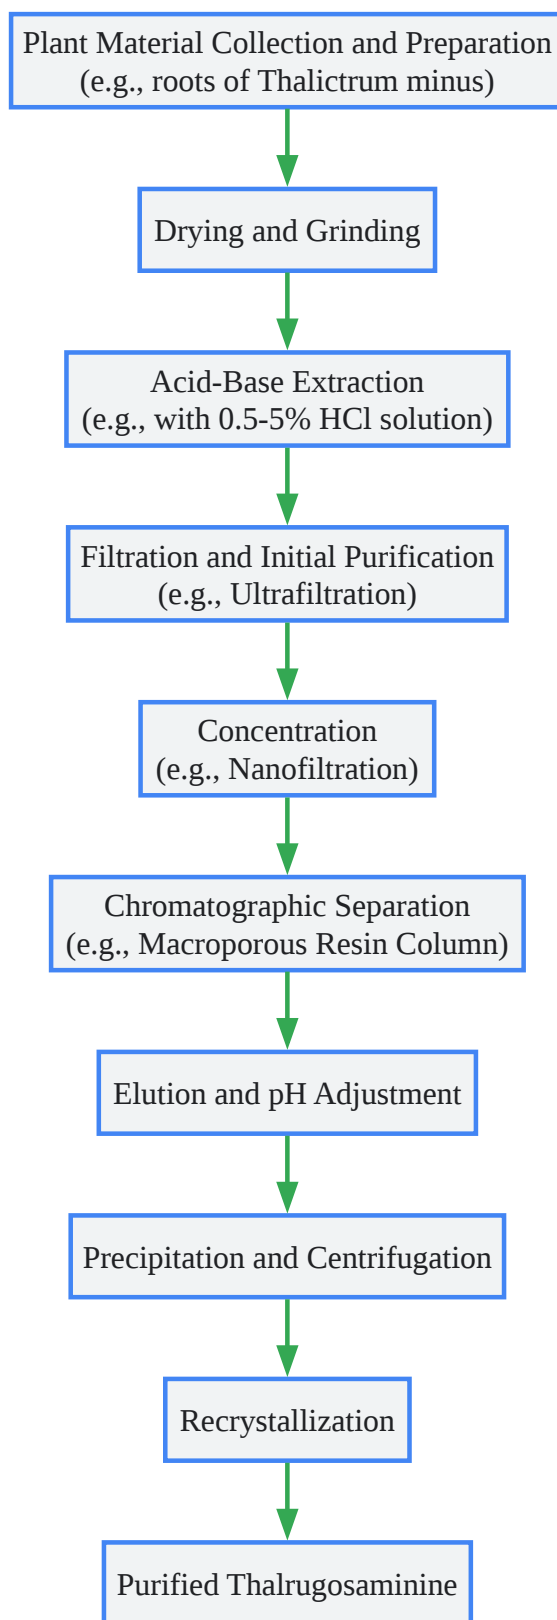 Plant Material Collection and Preparation
(e.g., roots of Thalictrum minus)
Drying and Grinding
Acid-Base Extraction
(e.g., with 0.5-5% HCl solution)
Filtration and Initial Purification
(e.g., Ultrafiltration)
Concentration
(e.g., Nanofiltration)
Chromatographic Separation
(e.g., Macroporous Resin Column)
Elution and pH Adjustment
Precipitation and Centrifugation
Recrystallization
Purified Thalrugosaminine